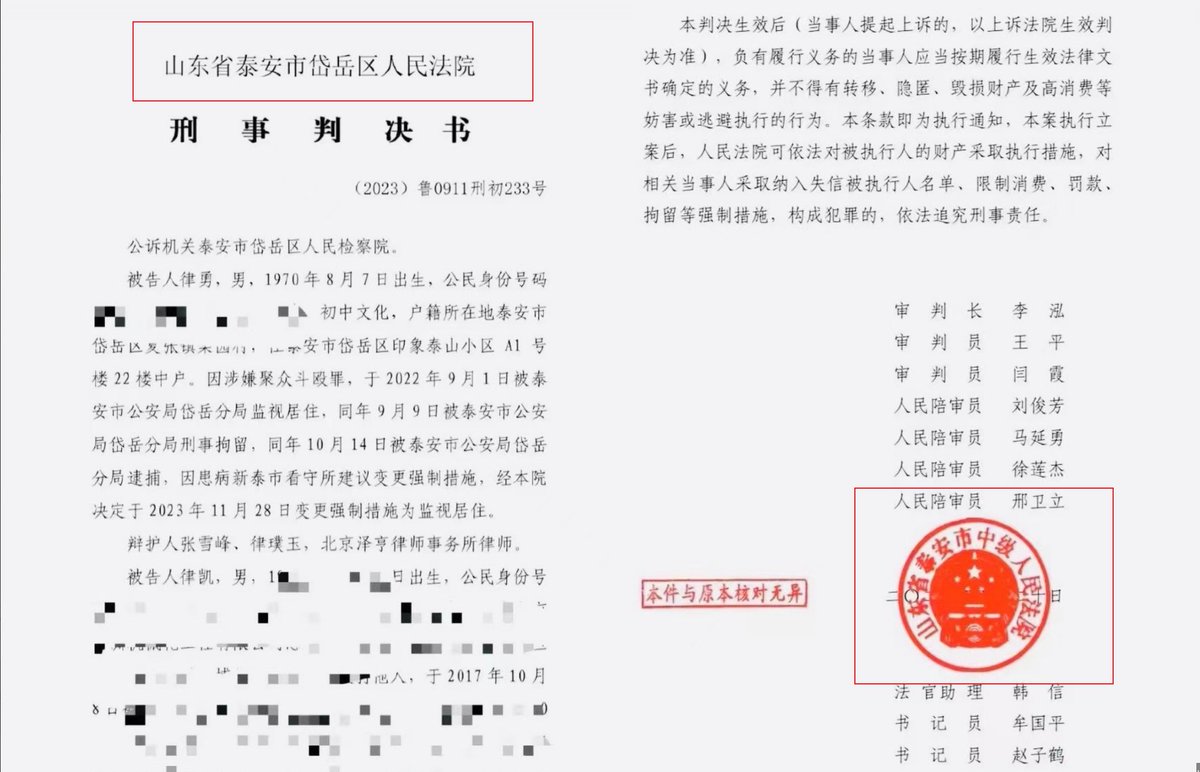 山东省泰安市岱岳区人民法院
刑 事 判 决 书
（2023）鲁0911刑初233号
公诉机关泰安市岱岳区人民检察院。
被告人律勇，男，1970年8月7日出生，公民身份号码
初中文化，户籍所在地泰安市
泰安市岱岳区印象泰山小区 A1 号
楼22楼中户。因涉嫌聚众斗殴罪，于2022年9月1日被泰
安市公安局岱岳分局监视居住，同年9月9日被泰安市公安
局岱岳分局刑事拘留，同年10月14日被泰安市公安局岱岳
分局逮捕，因患病新泰市看守所建议变更强制措施，经本院
决定于2023年11月28日变更强制措施为监视居住。
辩护人张雪峰、律璞玉，北京泽亨律师事务所律师。
被告人律凯，男，
日出生，公民身份号
他人，于2017年10月
8日
本判决生效后（当事人提起上诉的，以上诉法院生效判
决为准），负有履行义务的当事人应当按期履行生效法律文
书确定的义务，并不得有转移、隐匿、毁损财产及高消费等
妨害或逃避执行的行为。本条款即为执行通知，本案执行立
案后，人民法院可依法对被执行人的财产采取执行措施，对
相关当事人采取纳入失信被执行人名单、限制消费、罚款、
拘留等强制措施，构成犯罪的，依法追究刑事责任。
审 判 长 李 泓
审 判 员 王 平
审 判 员 闫 霞
人民陪审员 刘俊芳
人民陪审员 马延勇
人民陪审员 徐莲杰
人民陪审员 邢卫立
山东省泰安市中级人民法院
二〇
十日
本件与原本核对无异
法官助理 韩 信
书 记 员 牟国平
书 记 员 赵子鹤